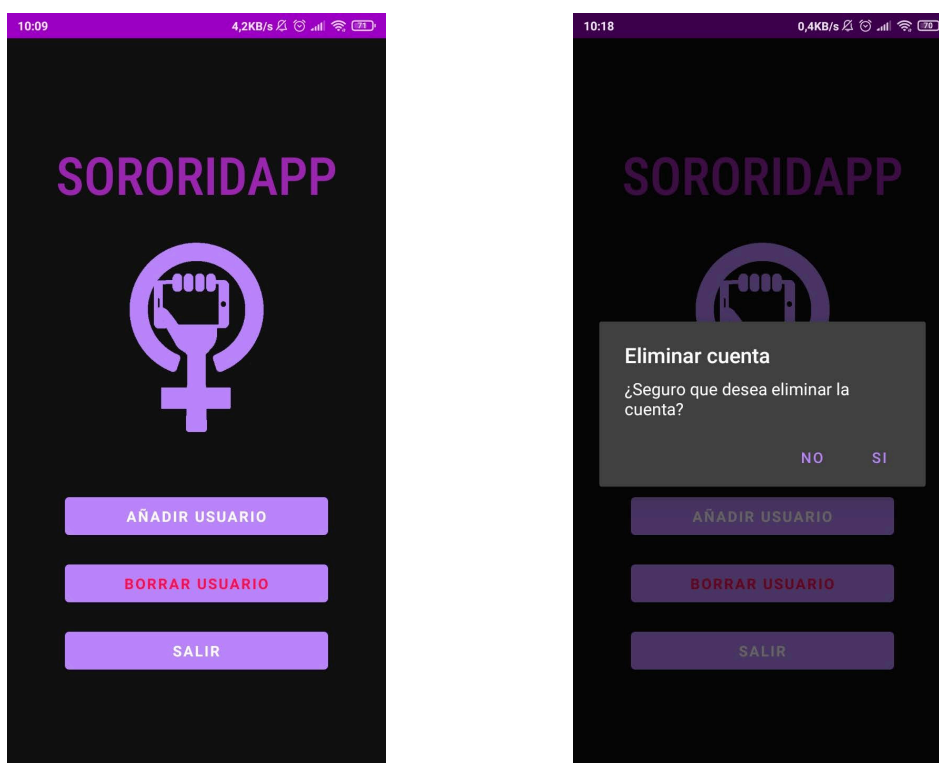 10:09 4,2KB/s 71
SORORIDAPP
AÑADIR USUARIO
BORRAR USUARIO
SALIR
10:18 0,4KB/s 70
SORORIDAPP
Eliminar cuenta
¿Seguro que desea eliminar la
cuenta?
NO SI
AÑADIR USUARIO
BORRAR USUARIO
SALIR